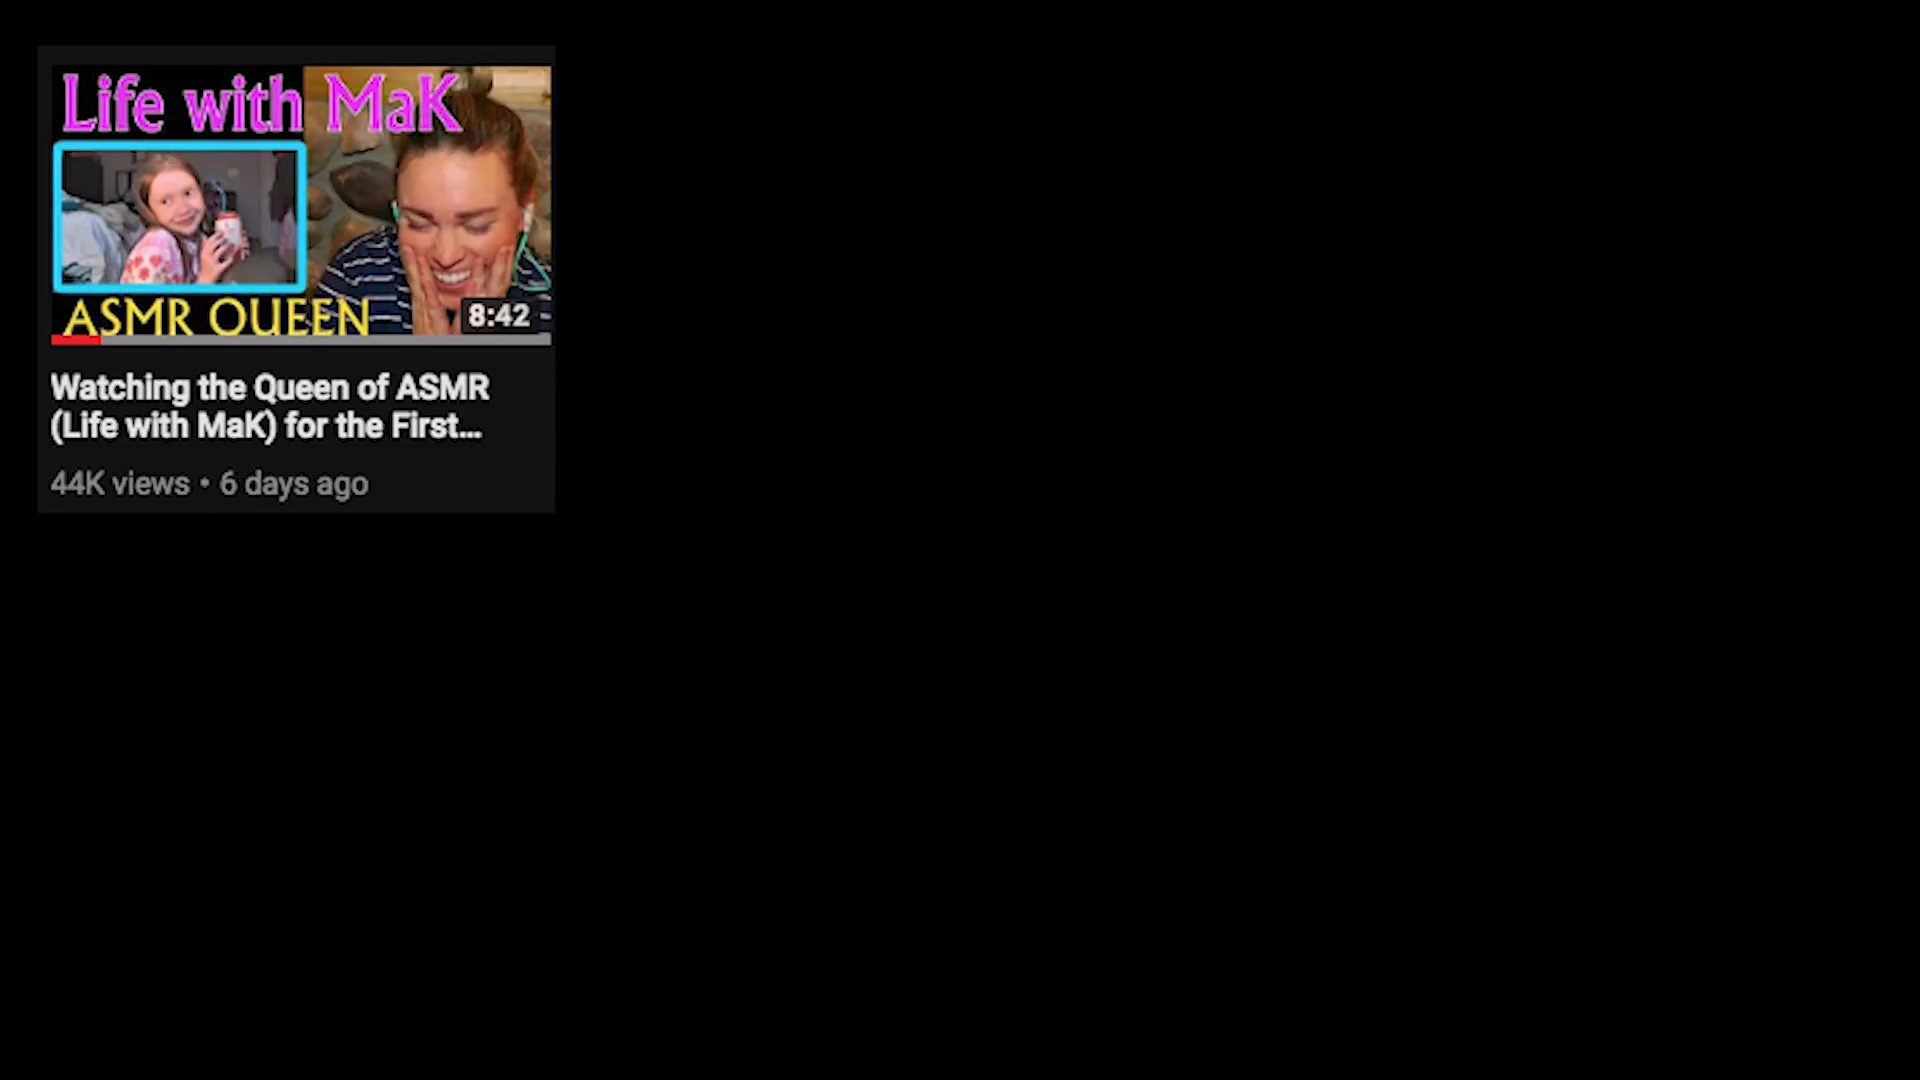 Life with MaK
ASMR QUEEN
8:42
Watching the Queen of ASMR
(Life with MaK) for the First...
44K views • 6 days ago